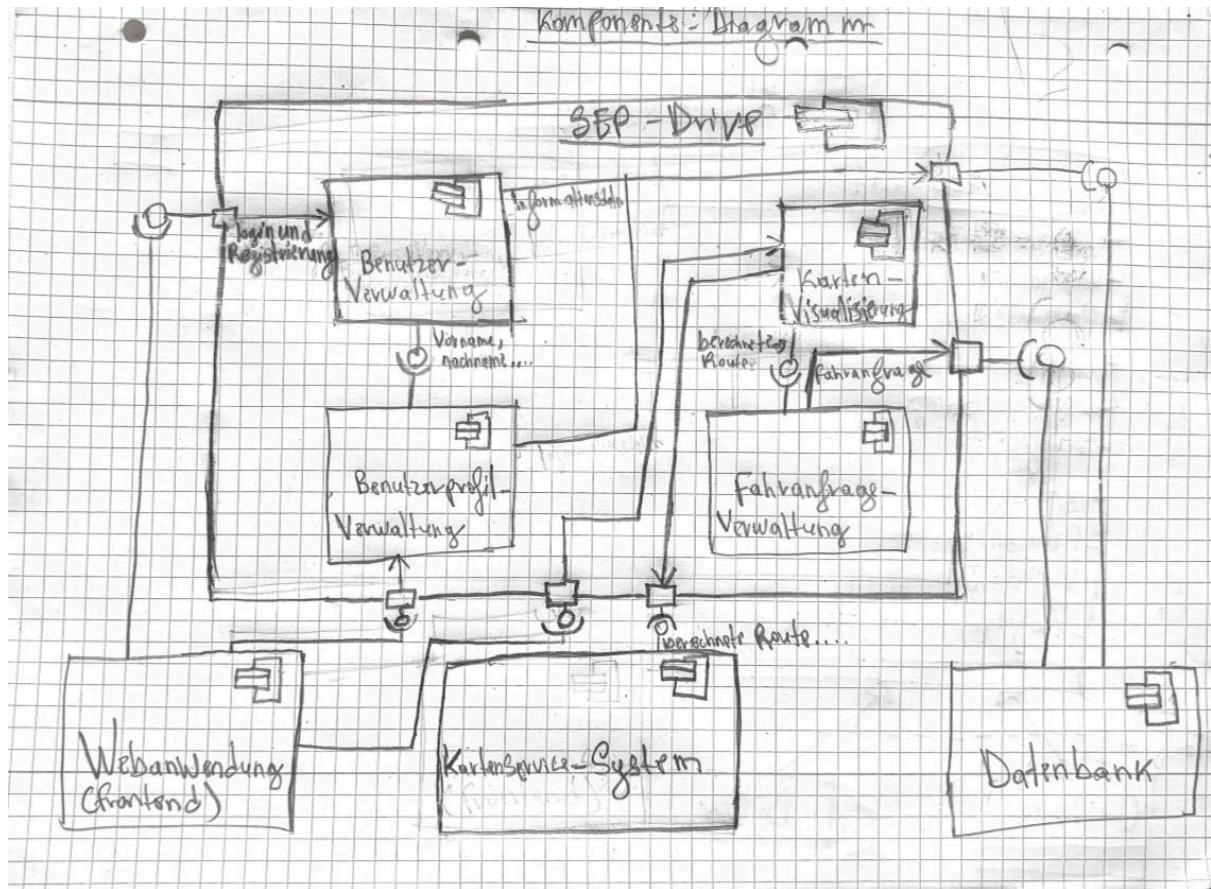 Komponente-Diagramm
SEP-Drive
login und
Registrierung
Benutzer-
Verwaltung
Vorname,
nachname....
Karten-
Visualisierung
berechnete
Route
Fahranfrage
Benutzerprofil-
Verwaltung
Fahranfrage-
Verwaltung
berechnete Route....
Webanwendung
(frontend)
KartenService-System
Datenbank